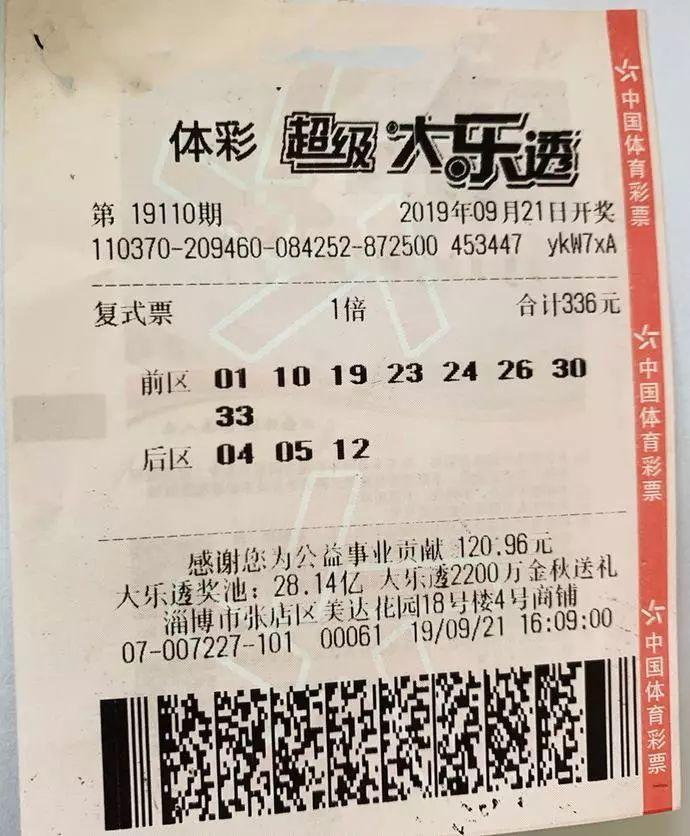 体彩 超级大乐透
第 19110期 2019年09月21日开奖
110370-209460-084252-872500 453447 ykW7xA
复式票 1倍 合计336元
前区 01 10 19 23 24 26 30
33
后区 04 05 12
感谢您为公益事业贡献 120.96元
大乐透奖池：28.14亿 大乐透2200万金秋送礼
淄博市张店区美达花园18号楼4号商铺
07-007227-101 00061 19/09/21 16:09:00
中国体育彩票
中国体育彩票
中国体育彩票